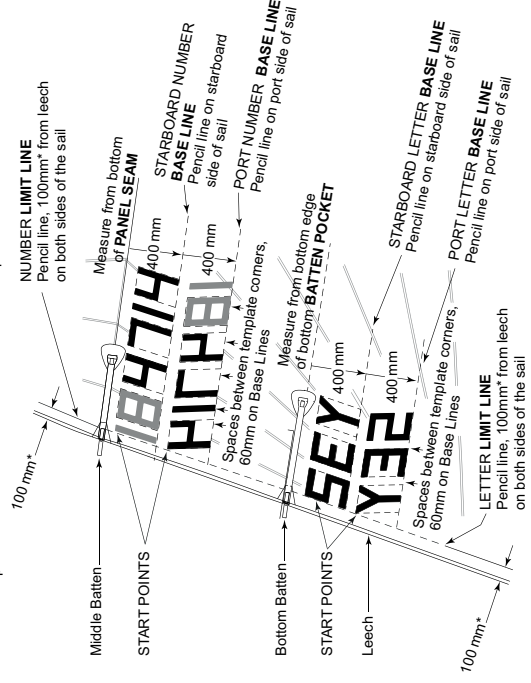 NUMBER LIMIT LINE
Pencil line, 100mm* from leech
on both sides of the sail
100 mm*
Measure from bottom
of PANEL SEAM
Middle Batten
184714
400 mm
STARBOARD NUMBER
BASE LINE
Pencil line on starboard
side of sail
START POINTS
400 mm
PORT NUMBER BASE LINE
Pencil line on port side of sail
Spaces between template corners,
60mm on Base Lines
Measure from bottom edge
of bottom BATTEN POCKET
Bottom Batten
SEY
400 mm
STARBOARD LETTER BASE LINE
Pencil line on starboard side of sail
START POINTS
400 mm
PORT LETTER BASE LINE
Pencil line on port side of sail
Leech
Spaces between template corners,
60mm on Base Lines
LETTER LIMIT LINE
Pencil line, 100mm* from leech
on both sides of the sail
100 mm*